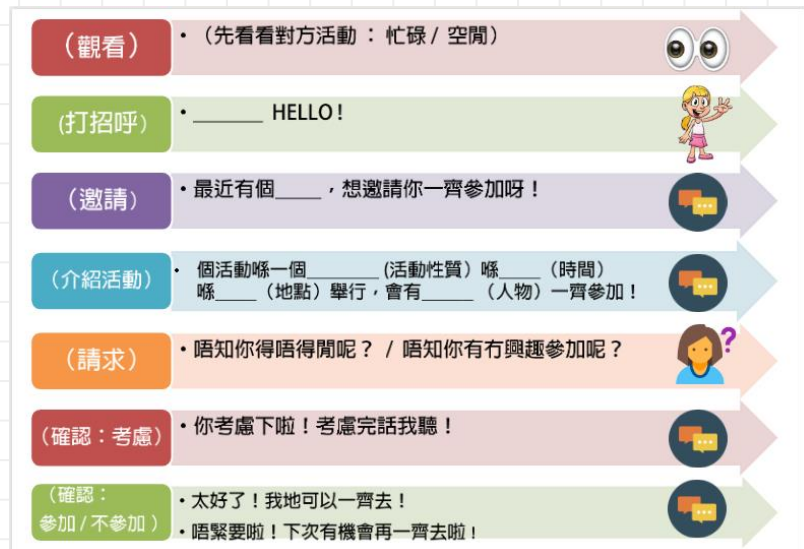 （觀看）
• （先看看對方活動 ： 忙碌 / 空閒）
(打招呼）
• _______ HELLO！
（邀請）
• 最近有個____ ，想邀請你一齊參加呀！
（介紹活動）
• 個活動喺一個________ (活動性質）喺____ （時間）
喺____ （地點）舉行，會有______ （人物）一齊參加！
（請求）
• 唔知你得唔得閒呢？ / 唔知你有冇興趣參加呢？
?
（確認：考慮）
• 你考慮下啦！考慮完話我聽！
（確認：
參加 / 不參加 ）
• 太好了！我地可以一齊去！
• 唔緊要啦！下次有機會再一齊去啦！